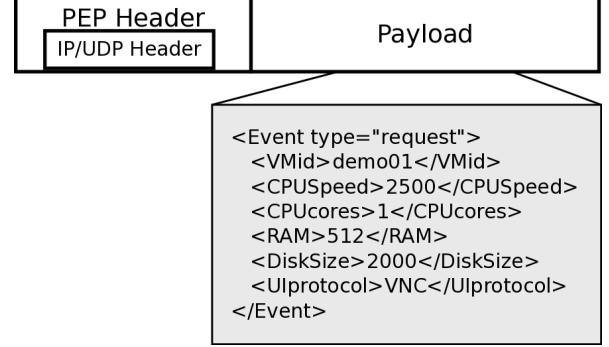 PEP Header
IP/UDP Header
Payload
<Event type="request">
<VMid>demo01</VMid>
<CPUSpeed>2500</CPUSpeed>
<CPUcores>1</CPUcores>
<RAM>512</RAM>
<DiskSize>2000</DiskSize>
<UIprotocol>VNC</UIprotocol>
</Event>